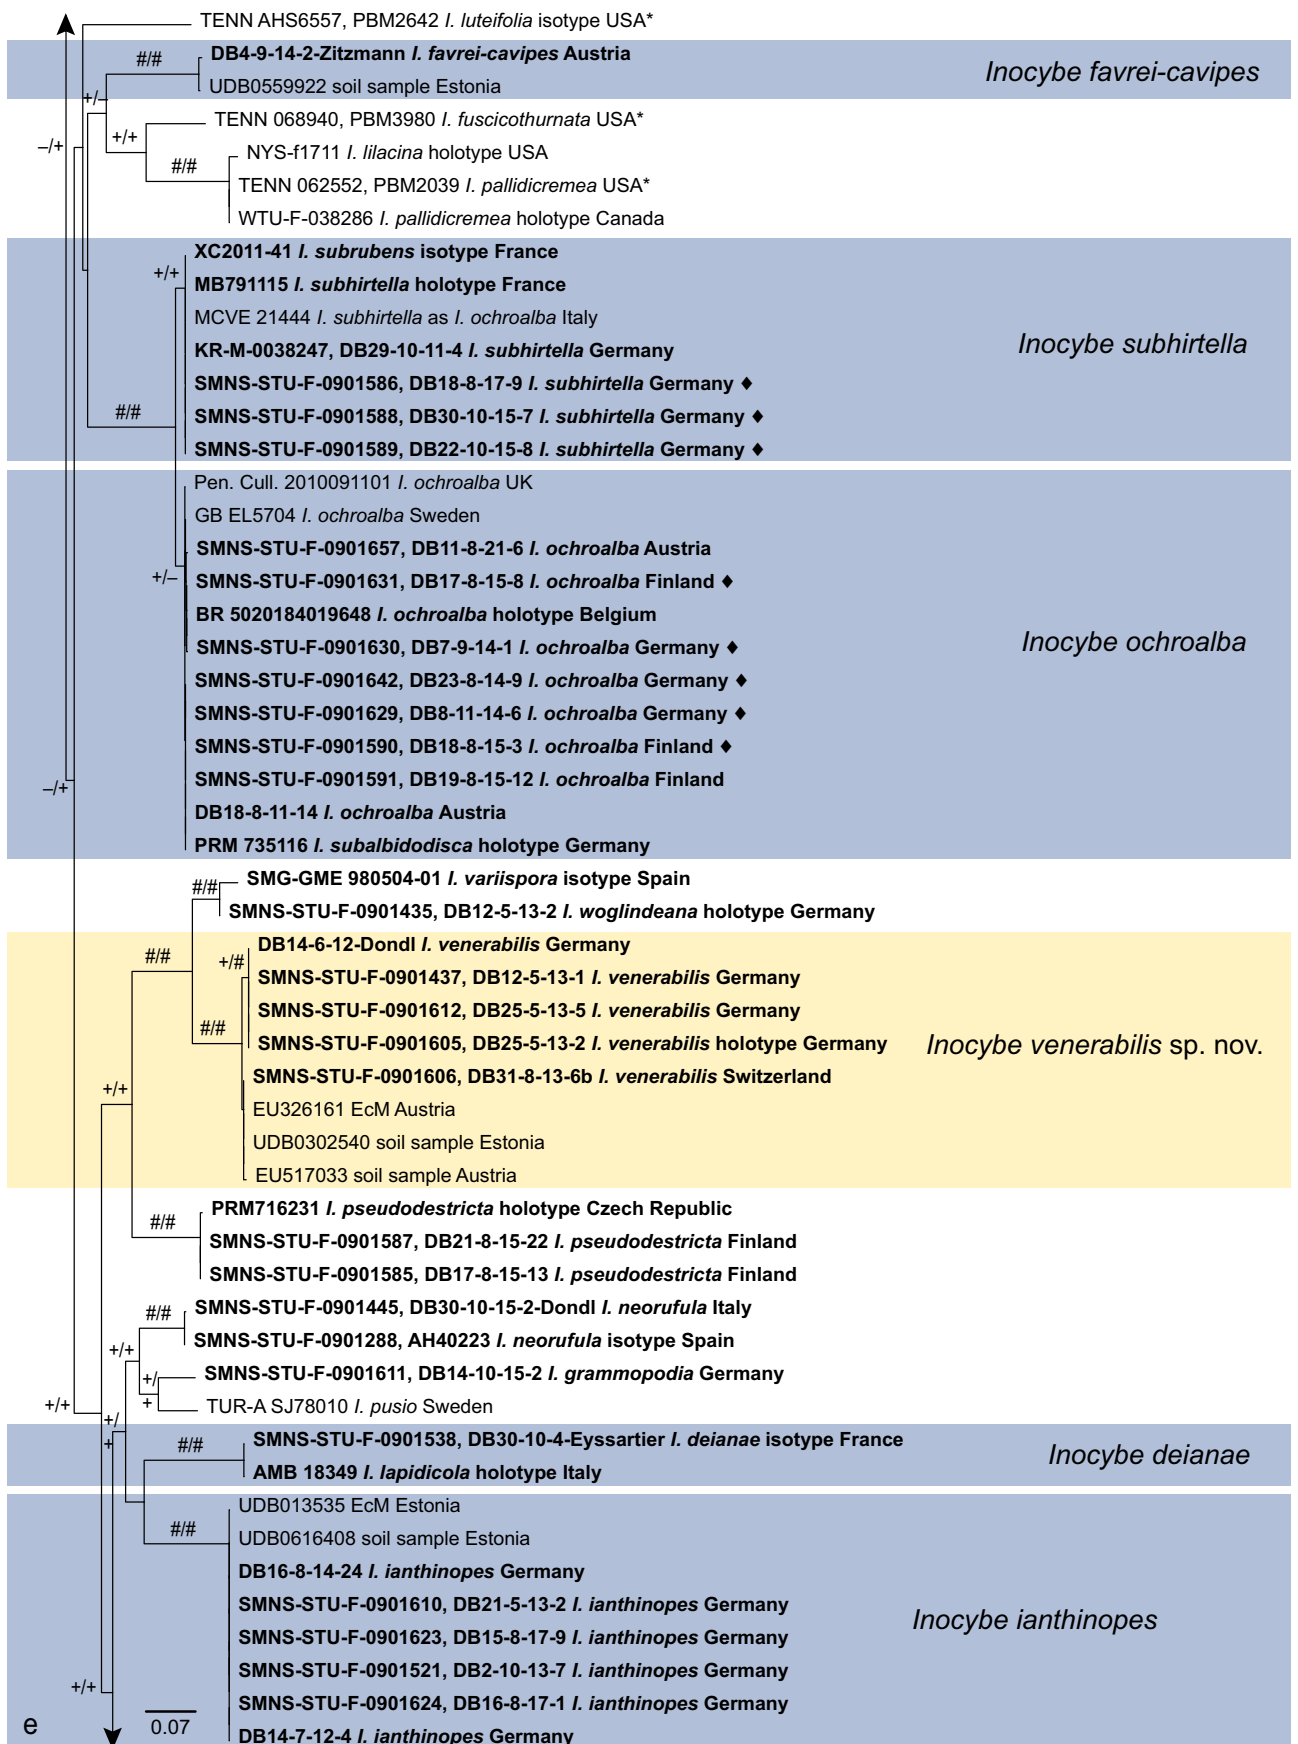 TENN AHS6557, PBM2642 I. luteifolia isotype USA*
#/#
DB4-9-14-2-Zitzmann I. favrei-cavipes Austria
Inocybe favrei-cavipes
UDB0559922 soil sample Estonia
+/–
TENN 068940, PBM3980 I. fuscicothurnata USA*
+/+
–/+
NYS-f1711 I. lilacina holotype USA
#/#
TENN 062552, PBM2039 I. pallidicremea USA*
WTU-F-038286 I. pallidicremea holotype Canada
XC2011-41 I. subrubens isotype France
+/+
MB791115 I. subhirtella holotype France
MCVE 21444 I. subhirtella as I. ochroalba Italy
Inocybe subhirtella
KR-M-0038247, DB29-10-11-4 I. subhirtella Germany
SMNS-STU-F-0901586, DB18-8-17-9 I. subhirtella Germany ♦
#/#
SMNS-STU-F-0901588, DB30-10-15-7 I. subhirtella Germany ♦
SMNS-STU-F-0901589, DB22-10-15-8 I. subhirtella Germany ♦
Pen. Cull. 2010091101 I. ochroalba UK
GB EL5704 I. ochroalba Sweden
SMNS-STU-F-0901657, DB11-8-21-6 I. ochroalba Austria
+/–
SMNS-STU-F-0901631, DB17-8-15-8 I. ochroalba Finland ♦
BR 5020184019648 I. ochroalba holotype Belgium
Inocybe ochroalba
SMNS-STU-F-0901630, DB7-9-14-1 I. ochroalba Germany ♦
SMNS-STU-F-0901642, DB23-8-14-9 I. ochroalba Germany ♦
SMNS-STU-F-0901629, DB8-11-14-6 I. ochroalba Germany ♦
SMNS-STU-F-0901590, DB18-8-15-3 I. ochroalba Finland ♦
–/+
SMNS-STU-F-0901591, DB19-8-15-12 I. ochroalba Finland
DB18-8-11-14 I. ochroalba Austria
PRM 735116 I. subalbidodisca holotype Germany
#/#
SMG-GME 980504-01 I. variispora isotype Spain
SMNS-STU-F-0901435, DB12-5-13-2 I. woglindeana holotype Germany
#/#
DB14-6-12-Dondl I. venerabilis Germany
+/#
SMNS-STU-F-0901437, DB12-5-13-1 I. venerabilis Germany
SMNS-STU-F-0901612, DB25-5-13-5 I. venerabilis Germany
#/#
SMNS-STU-F-0901605, DB25-5-13-2 I. venerabilis holotype Germany
Inocybe venerabilis sp. nov.
SMNS-STU-F-0901606, DB31-8-13-6b I. venerabilis Switzerland
+/+
EU326161 EcM Austria
UDB0302540 soil sample Estonia
EU517033 soil sample Austria
PRM716231 I. pseudodestricta holotype Czech Republic
#/#
SMNS-STU-F-0901587, DB21-8-15-22 I. pseudodestricta Finland
SMNS-STU-F-0901585, DB17-8-15-13 I. pseudodestricta Finland
#/#
SMNS-STU-F-0901445, DB30-10-15-2-Dondl I. neorufula Italy
SMNS-STU-F-0901288, AH40223 I. neorufula isotype Spain
+/+
SMNS-STU-F-0901611, DB14-10-15-2 I. grammopodia Germany
+/
+
TUR-A SJ78010 I. pusio Sweden
+/+
+/
+
#/#
SMNS-STU-F-0901538, DB30-10-4-Eyssartier I. deianae isotype France
Inocybe deianae
AMB 18349 I. lapidicola holotype Italy
UDB013535 EcM Estonia
#/#
UDB0616408 soil sample Estonia
DB16-8-14-24 I. ianthinopes Germany
SMNS-STU-F-0901610, DB21-5-13-2 I. ianthinopes Germany
Inocybe ianthinopes
SMNS-STU-F-0901623, DB15-8-17-9 I. ianthinopes Germany
SMNS-STU-F-0901521, DB2-10-13-7 I. ianthinopes Germany
+/+
SMNS-STU-F-0901624, DB16-8-17-1 I. ianthinopes Germany
e
0.07
DB14-7-12-4 I. ianthinopes Germany